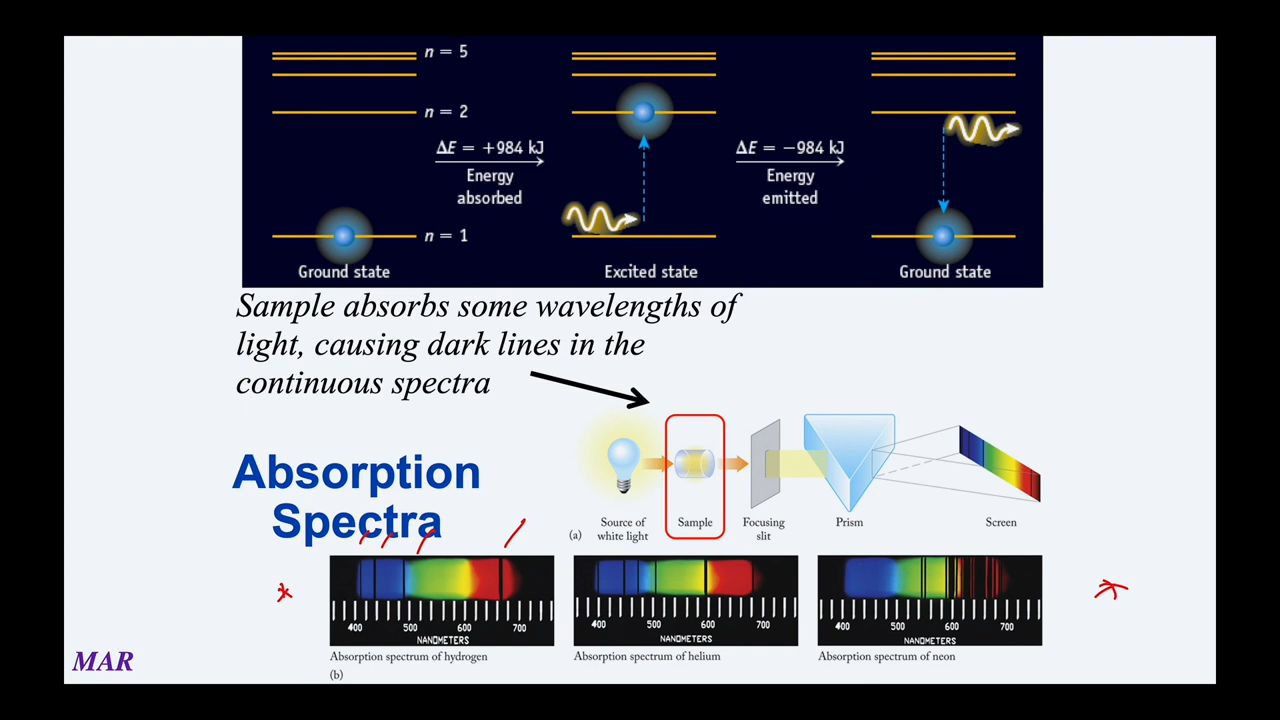 n = 5
n = 2
ΔE = +984 kJ
Energy
absorbed
n = 1
ΔE = −984 kJ
Energy
emitted
Ground state
Excited state
Ground state
Sample absorbs some wavelengths of
light, causing dark lines in the
continuous spectra
Absorption
Spectra
(a)
Source of
white light
Sample
Focusing
slit
Prism
Screen
400 500 600 700
NANOMETERS
400 500 600 700
NANOMETERS
400 500 600 700
NANOMETERS
Absorption spectrum of hydrogen
Absorption spectrum of helium
Absorption spectrum of neon
(b)
MAR